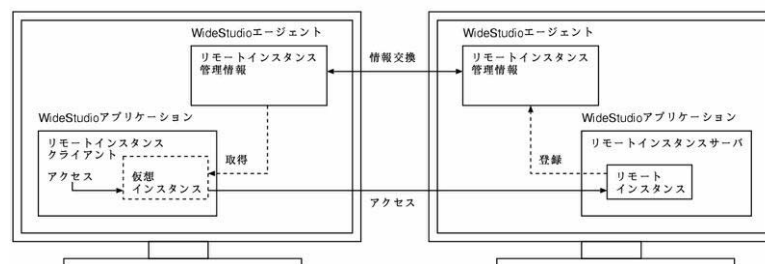 WideStudioエージェント
リモートインスタンス
管理情報
情報交換
WideStudioエージェント
リモートインスタンス
管理情報
WideStudioアプリケーション
リモートインスタンス
クライアント
アクセス
仮想
インスタンス
取得
アクセス
登録
WideStudioアプリケーション
リモートインスタンスサーバ
リモート
インスタンス